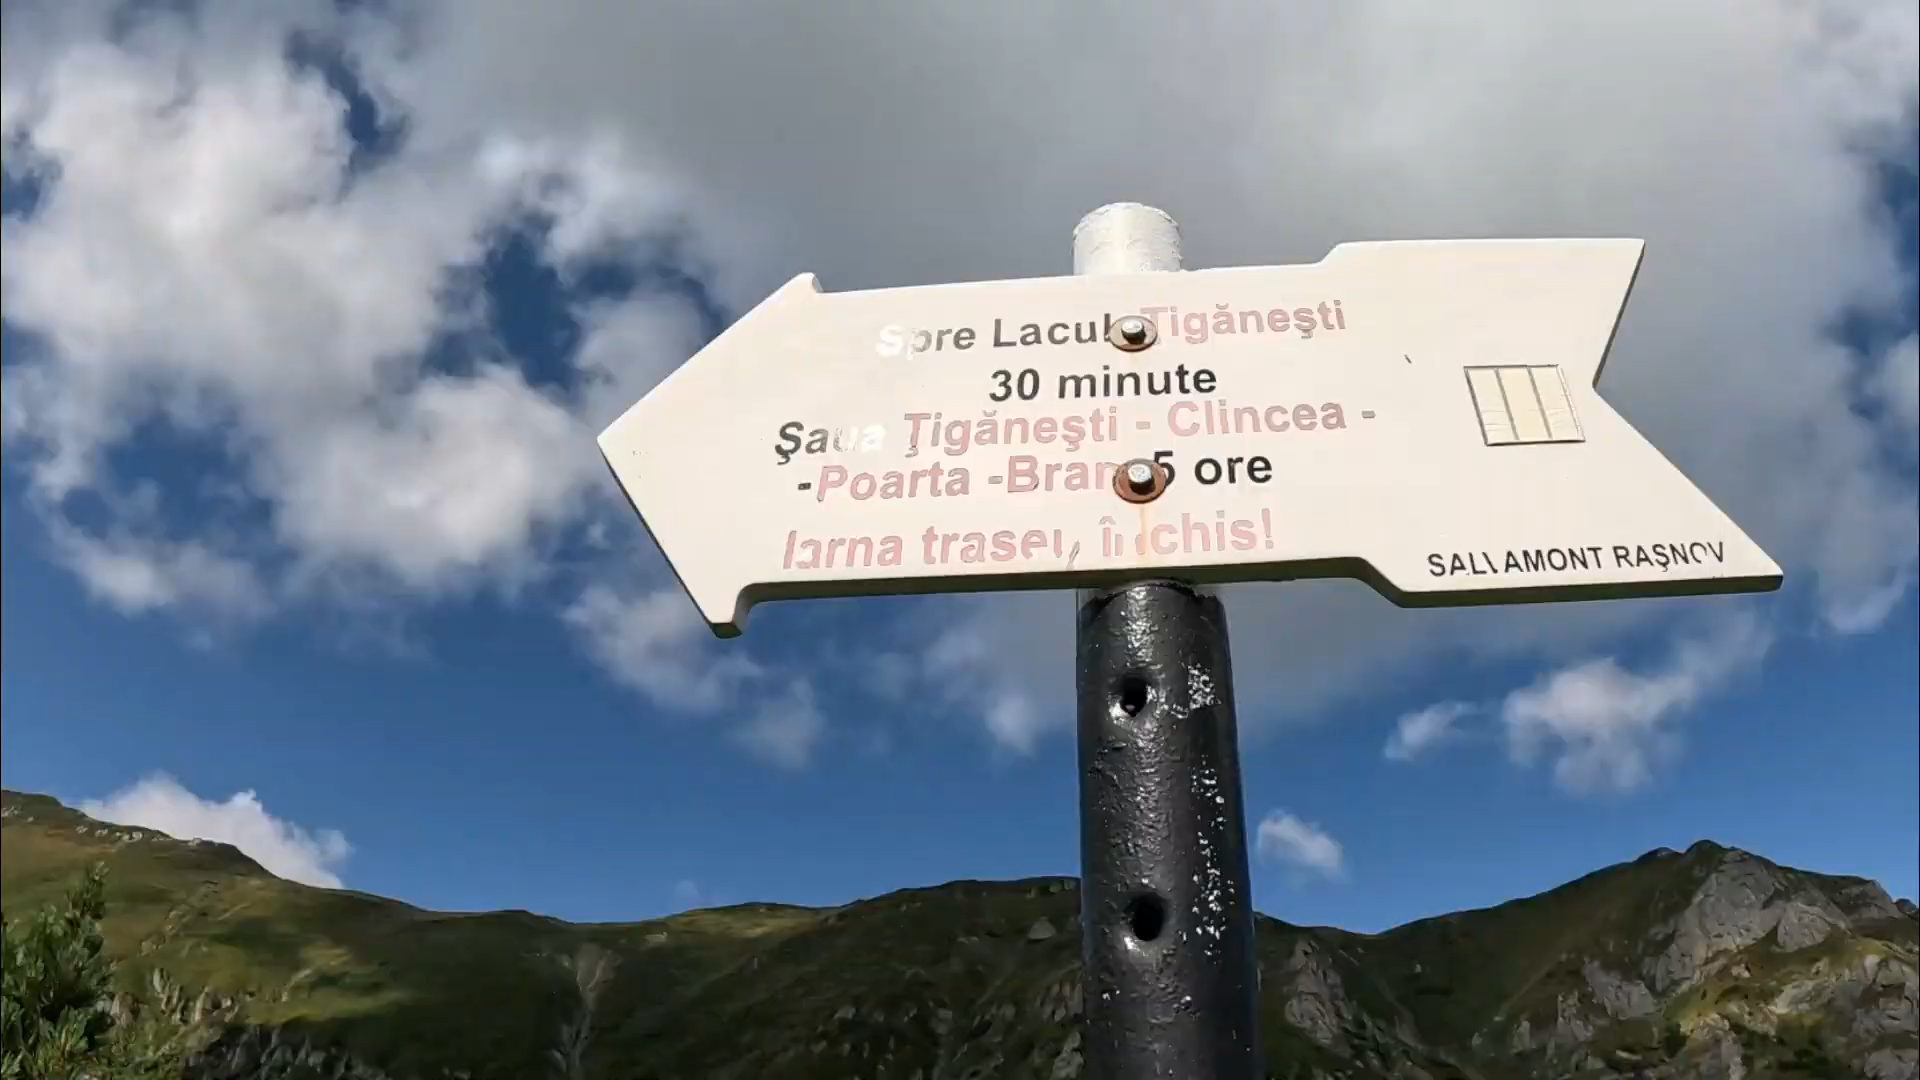 Spre Lacul Ţigăneşti
30 minute
Şaua Ţigăneşti - Clincea -
-Poarta -Bran 5 ore
Iarna traseu închis!
SALVAMONT RAŞNOV